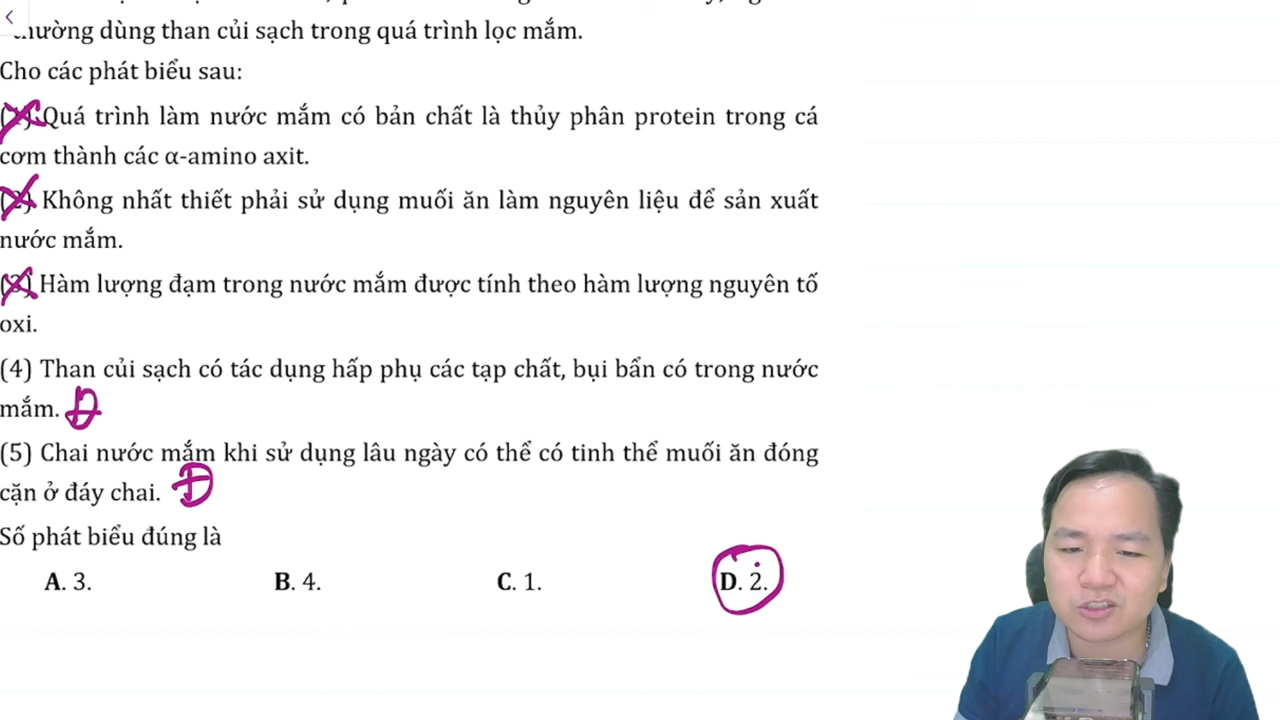 thường dùng than củi sạch trong quá trình lọc mắm.
Cho các phát biểu sau:
(1) Quá trình làm nước mắm có bản chất là thủy phân protein trong cá
cơm thành các α-amino axit.
(2) Không nhất thiết phải sử dụng muối ăn làm nguyên liệu để sản xuất
nước mắm.
(3) Hàm lượng đạm trong nước mắm được tính theo hàm lượng nguyên tố
oxi.
(4) Than củi sạch có tác dụng hấp phụ các tạp chất, bụi bẩn có trong nước
mắm. Đ
(5) Chai nước mắm khi sử dụng lâu ngày có thể có tinh thể muối ăn đóng
cặn ở đáy chai. Đ
Số phát biểu đúng là
A. 3. B. 4. C. 1. D. 2.